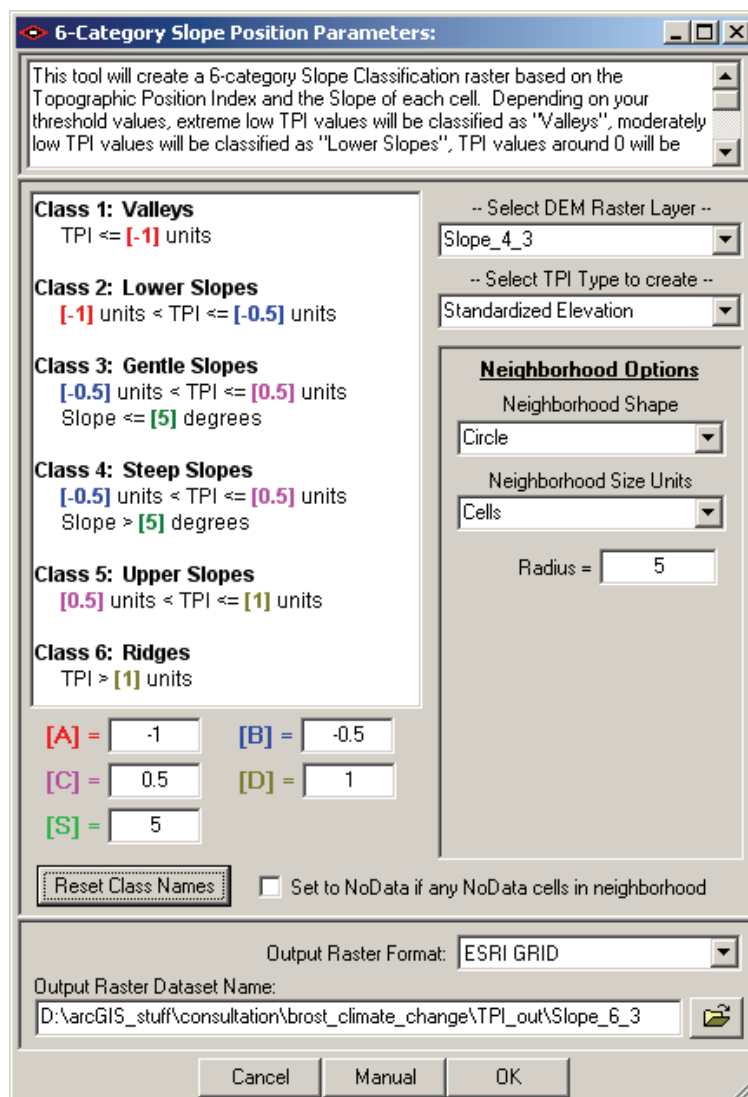 6-Category Slope Position Parameters:
This tool will create a 6-category Slope Classification raster based on the
Topographic Position Index and the Slope of each cell. Depending on your
threshold values, extreme low TPI values will be classified as "Valleys", moderately
low TPI values will be classified as "Lower Slopes", TPI values around 0 will be
Class 1: Valleys
TPI <= [-1] units
Class 2: Lower Slopes
[-1] units < TPI <= [-0.5] units
Class 3: Gentle Slopes
[-0.5] units < TPI <= [0.5] units
Slope <= [5] degrees
Class 4: Steep Slopes
[-0.5] units < TPI <= [0.5] units
Slope > [5] degrees
Class 5: Upper Slopes
[0.5] units < TPI <= [1] units
Class 6: Ridges
TPI > [1] units
-- Select DEM Raster Layer --
Slope_4_3
-- Select TPI Type to create --
Standardized Elevation
Neighborhood Options
Neighborhood Shape
Circle
Neighborhood Size Units
Cells
Radius = 5
[A] = -1 [B] = -0.5
[C] = 0.5 [D] = 1
[S] = 5
Reset Class Names Set to NoData if any NoData cells in neighborhood
Output Raster Format: ESRI GRID
Output Raster Dataset Name:
D:\arcGIS_stuff\consultation\brost_climate_change\TPI_out\Slope_6_3
Cancel Manual OK